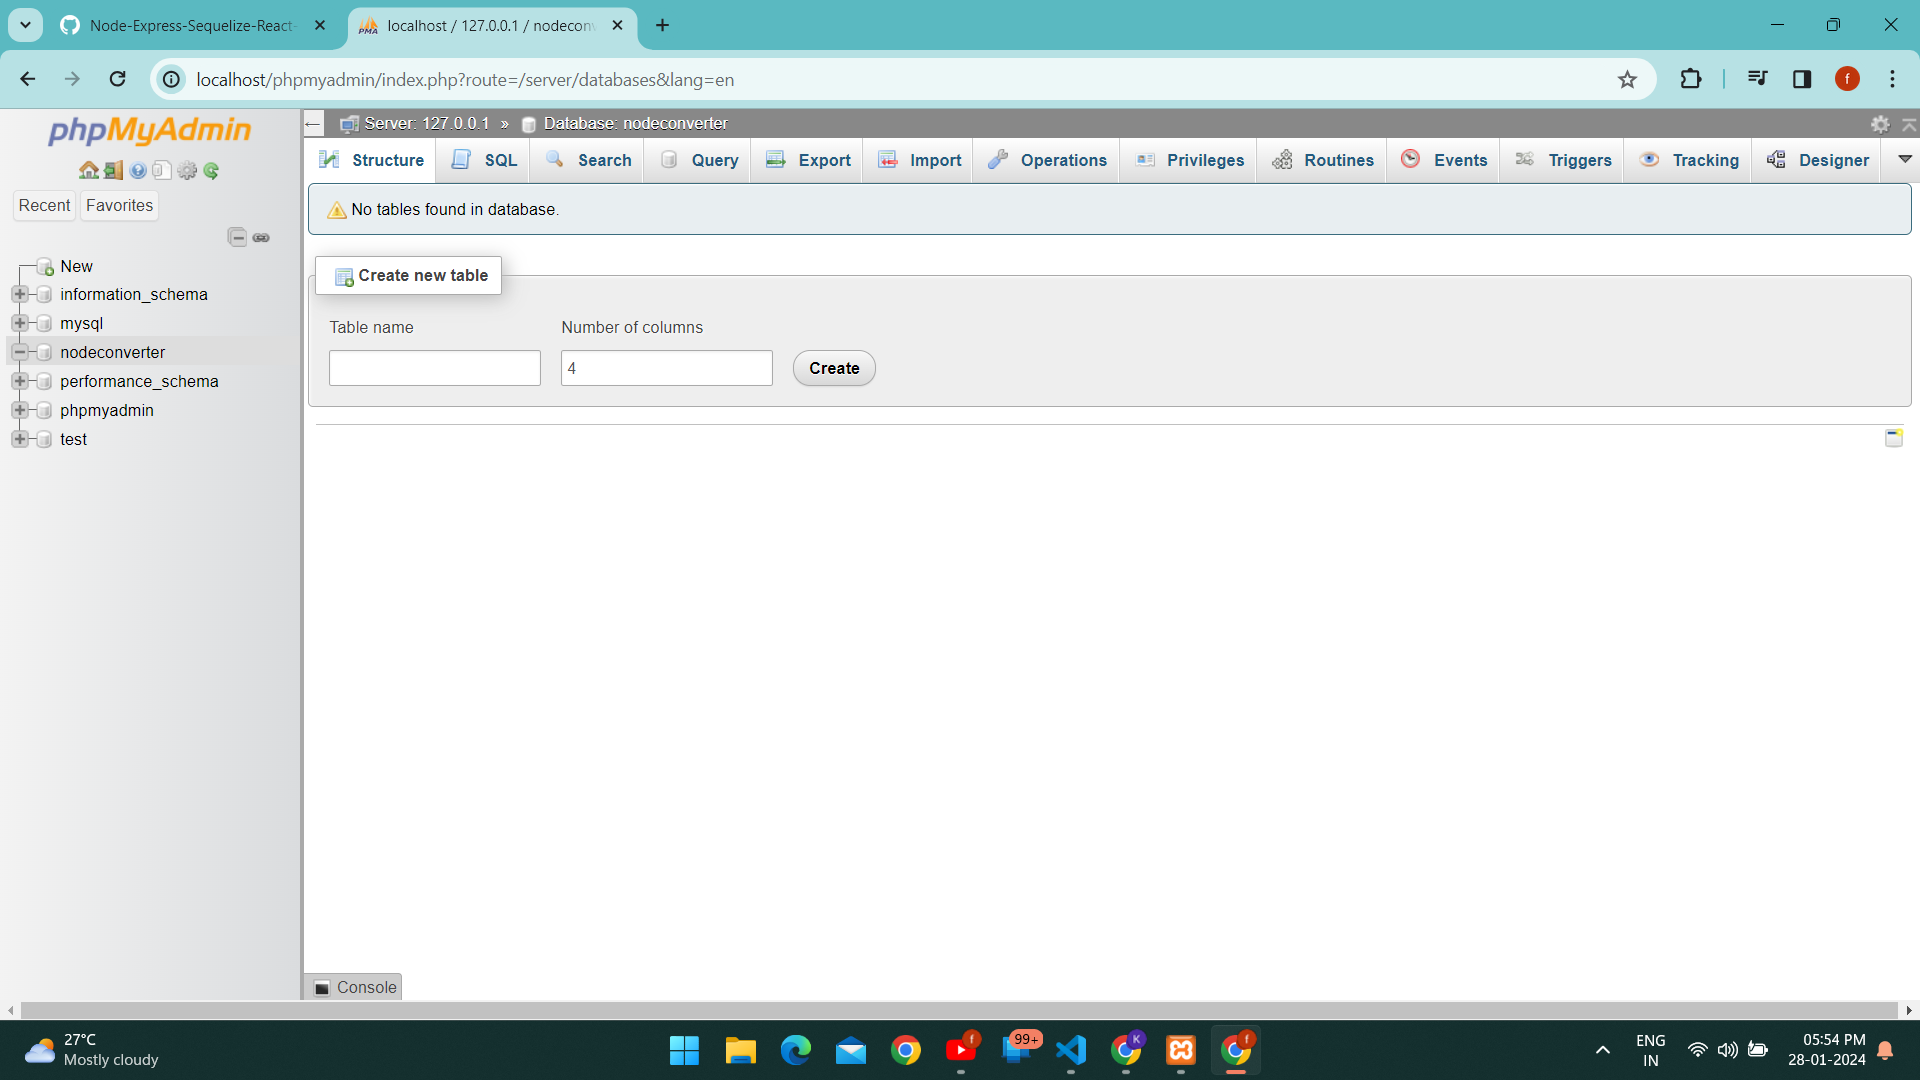 Node-Express-Sequelize-React-
localhost / 127.0.0.1 / nodeconv
localhost/phpmyadmin/index.php?route=/server/databases&lang=en
f
phpMyAdmin
Recent
Favorites
New
information_schema
mysql
nodeconverter
performance_schema
phpmyadmin
test
Server: 127.0.0.1 » Database: nodeconverter
Structure
SQL
Search
Query
Export
Import
Operations
Privileges
Routines
Events
Triggers
Tracking
Designer
No tables found in database.
Create new table
Table name
Number of columns
4
Create
Console
27°C
Mostly cloudy
f
99+
K
f
ENG
IN
05:54 PM
28-01-2024